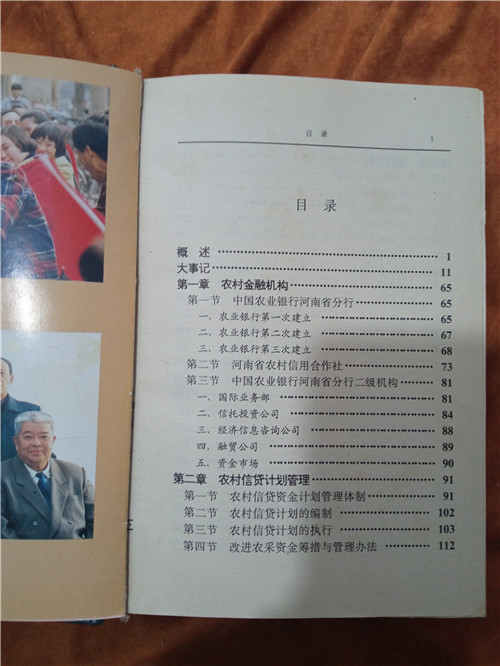 目 录 1
目 录
概 述 1
大事记 11
第一章 农村金融机构 65
第一节 中国农业银行河南省分行 65
一、农业银行第一次建立 65
二、农业银行第二次建立 67
三、农业银行第三次建立 68
第二节 河南省农村信用合作社 73
第三节 中国农业银行河南省分行二级机构 81
一、国际业务部 81
二、信托投资公司 84
三、经济信息咨询公司 88
四、融贸公司 89
五、资金市场 90
第二章 农村信贷计划管理 91
第一节 农村信贷资金计划管理体制 91
第二节 农村信贷计划的编制 102
第三节 农村信贷计划的执行 103
第四节 改进农采资金筹措与管理办法 112